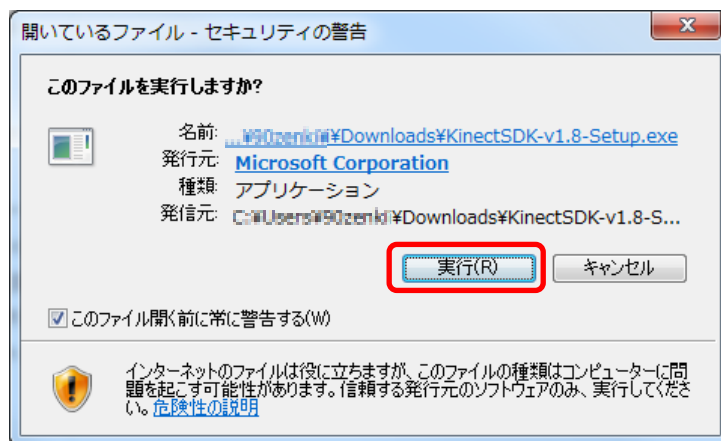 開いているファイル - セキュリティの警告
このファイルを実行しますか?
名前: ¥Downloads¥KinectSDK-v1.8-Setup.exe
発行元: Microsoft Corporation
種類: アプリケーション
発信元: ¥Downloads¥KinectSDK-v1.8-S...
実行(R) キャンセル
このファイル開く前に常に警告する(W)
インターネットのファイルは役に立ちますが、このファイルの種類はコンピューターに問
題を起こす可能性があります。信頼する発行元のソフトウェアのみ、実行してくださ
い。危険性の説明